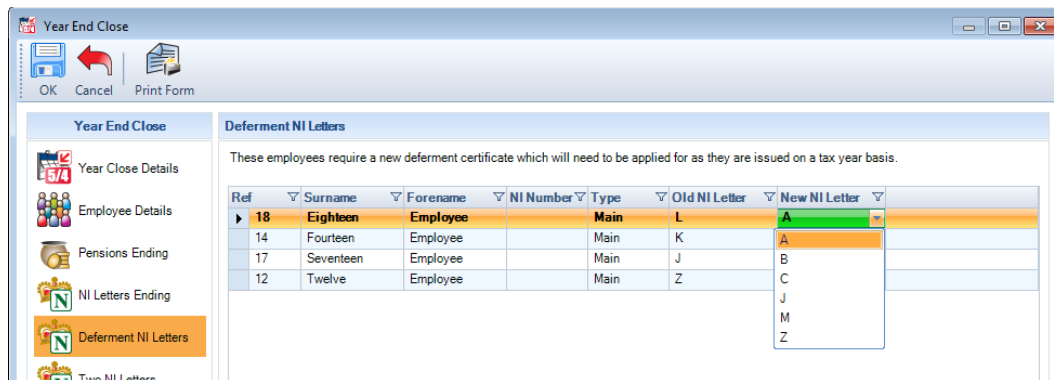 Year End Close
OK Cancel Print Form
Year End Close
5/4 Year Close Details
Employee Details
Pensions Ending
N NI Letters Ending
N Deferment NI Letters
Two NI Letters
Deferment NI Letters
These employees require a new deferment certificate which will need to be applied for as they are issued on a tax year basis.
Ref Surname Forename NI Number Type Old NI Letter New NI Letter
18 Eighteen Employee Main L A
14 Fourteen Employee Main K
17 Seventeen Employee Main J
12 Twelve Employee Main Z
A
B
C
J
M
Z